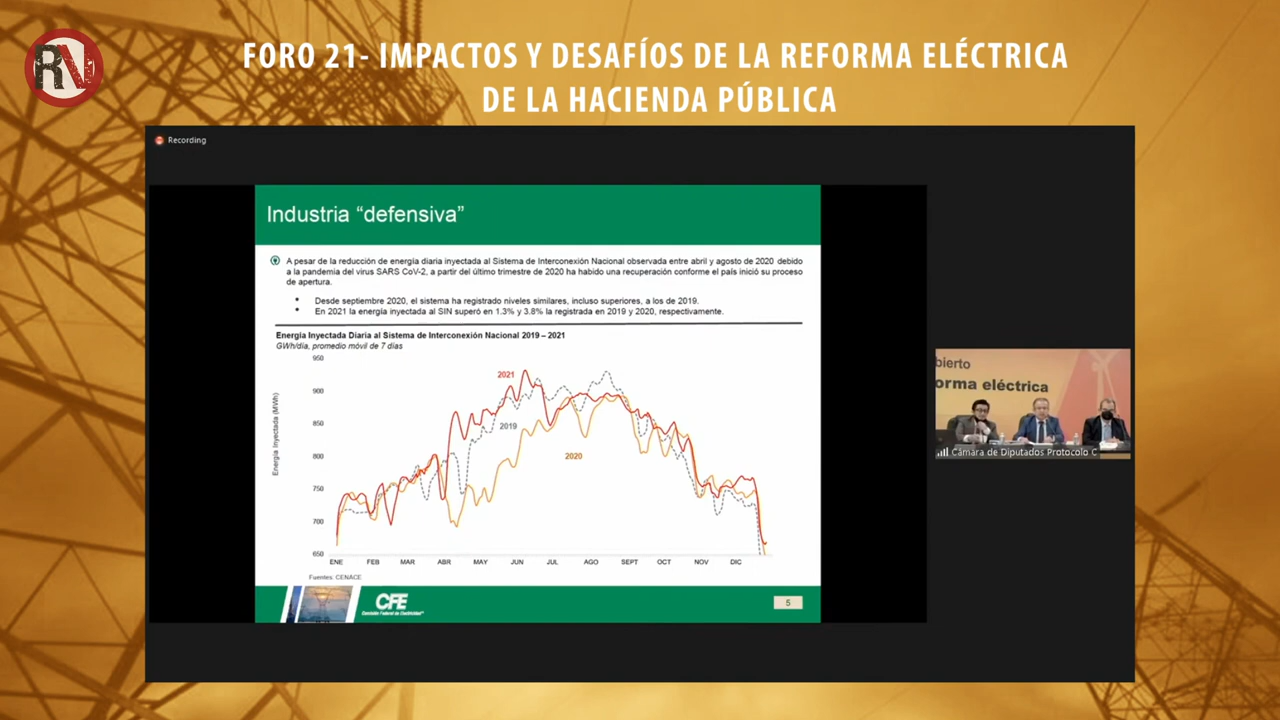 RN
FORO 21- IMPACTOS Y DESAFÍOS DE LA REFORMA ELÉCTRICA
DE LA HACIENDA PÚBLICA
Recording
Industria “defensiva”
A pesar de la reducción de energía diaria inyectada al Sistema de Interconexión Nacional observada entre abril y agosto de 2020 debido
a la pandemia del virus SARS CoV-2, a partir del último trimestre de 2020 ha habido una recuperación conforme el país inició su proceso
de apertura.
• Desde septiembre 2020, el sistema ha registrado niveles similares, incluso superiores, a los de 2019.
• En 2021 la energía inyectada al SIN superó en 1.3% y 3.8% la registrada en 2019 y 2020, respectivamente.
Energía Inyectada Diaria al Sistema de Interconexión Nacional 2019 – 2021
GWh/día, promedio móvil de 7 días
Energía Inyectada (MWh)
950
900
850
800
750
700
650
2021
2019
2020
ENE FEB MAR ABR MAY JUN JUL AGO SEPT OCT NOV DIC
Fuentes: CENACE
CFE
Comisión Federal de Electricidad
5
bierto
orma eléctrica
Cámara de Diputados Protocolo C